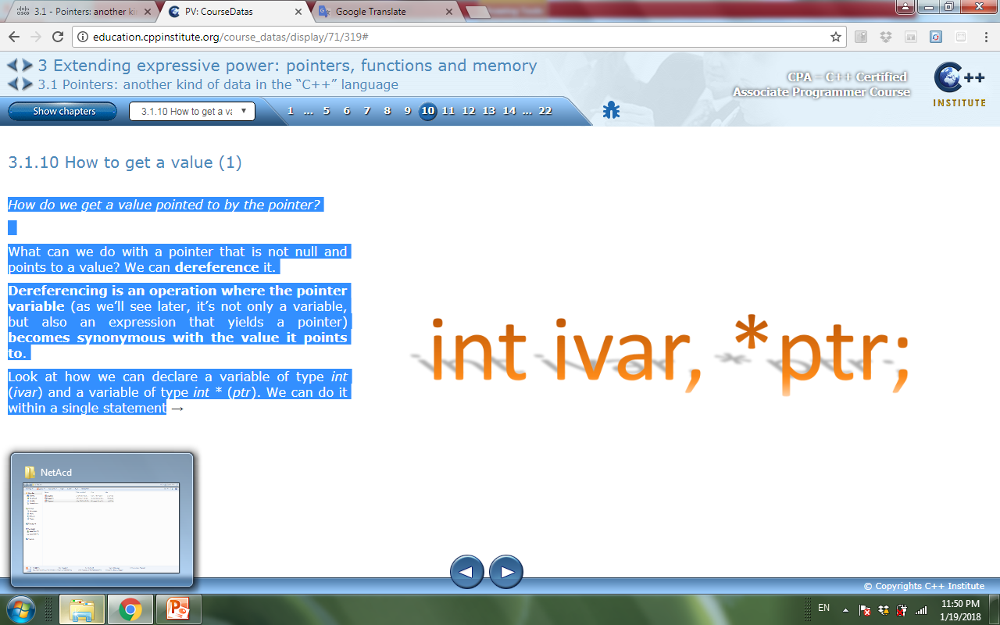 3.1 - Pointers: another ki
PV: CourseDatas
Google Translate
education.cppinstitute.org/course_datas/display/71/319#
3 Extending expressive power: pointers, functions and memory
3.1 Pointers: another kind of data in the “C++” language
CPA – C++ Certified
Associate Programmer Course
C++
INSTITUTE
Show chapters
3.1.10 How to get a va
1 ... 5 6 7 8 9 10 11 12 13 14 ... 22
3.1.10 How to get a value (1)
How do we get a value pointed to by the pointer?
What can we do with a pointer that is not null and
points to a value? We can dereference it.
Dereferencing is an operation where the pointer
variable (as we’ll see later, it’s not only a variable,
but also an expression that yields a pointer)
becomes synonymous with the value it points
to.
Look at how we can declare a variable of type int
(ivar) and a variable of type int * (ptr). We can do it
within a single statement →
int ivar, *ptr;
NetAcd
© Copyrights C++ Institute
EN
11:50 PM
1/19/2018